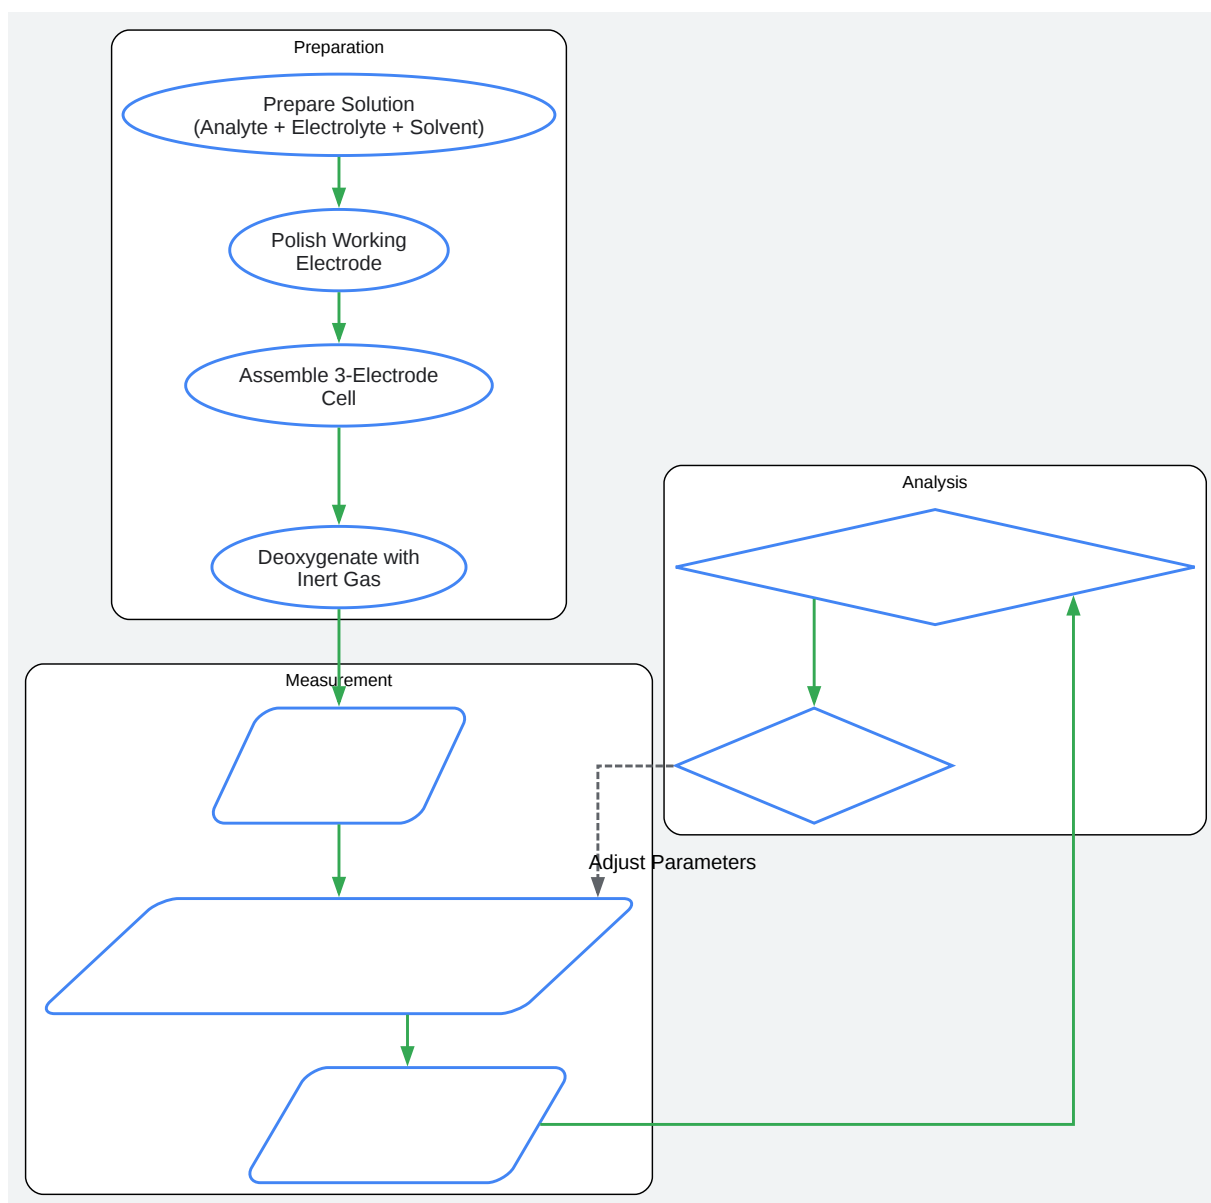 Preparation
Prepare Solution
(Analyte + Electrolyte + Solvent)
Polish Working
Electrode
Assemble 3-Electrode
Cell
Deoxygenate with
Inert Gas
Analysis
Measurement
Adjust Parameters